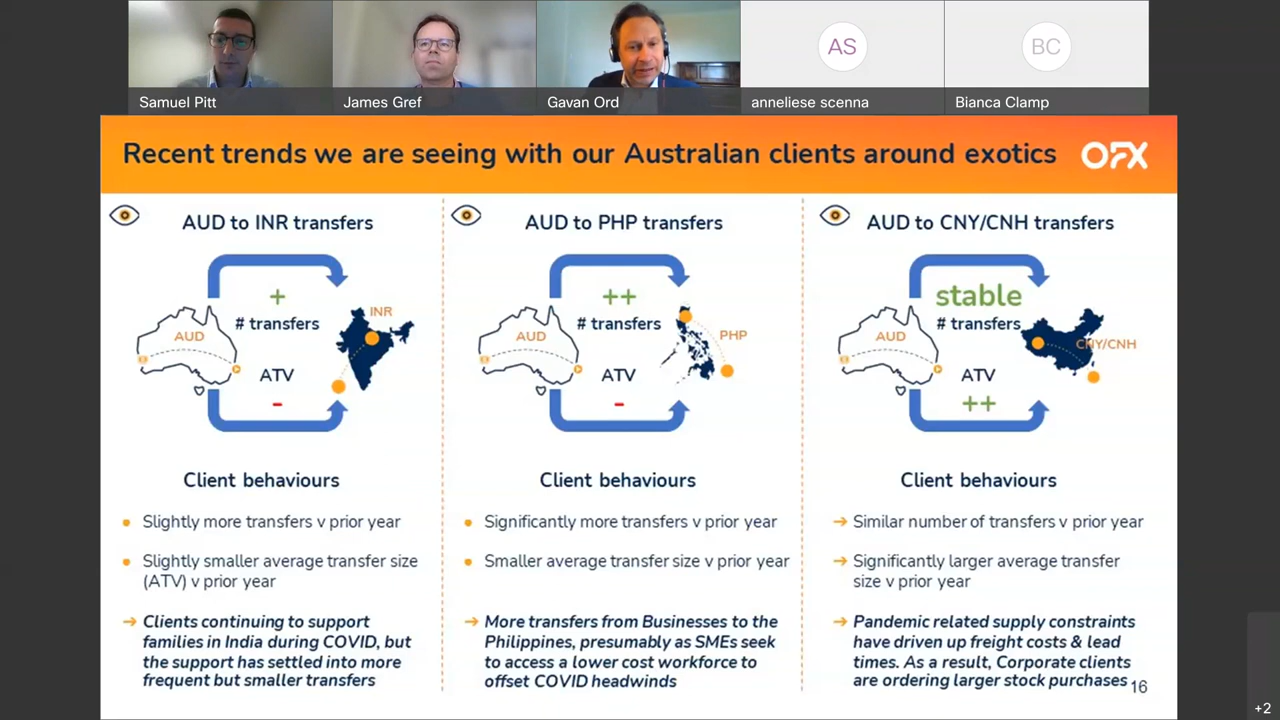 AS
BC
Samuel Pitt
James Gref
Gavan Ord
anneliese scenna
Bianca Clamp
Recent trends we are seeing with our Australian clients around exotics
OFX
AUD to INR transfers
+
# transfers
AUD
INR
ATV
-
Client behaviours
Slightly more transfers v prior year
Slightly smaller average transfer size
(ATV) v prior year
Clients continuing to support
families in India during COVID, but
the support has settled into more
frequent but smaller transfers
AUD to PHP transfers
++
# transfers
AUD
PHP
ATV
-
Client behaviours
Significantly more transfers v prior year
Smaller average transfer size v prior year
More transfers from Businesses to the
Philippines, presumably as SMEs seek
to access a lower cost workforce to
offset COVID headwinds
AUD to CNY/CNH transfers
stable
# transfers
AUD
CNY/CNH
ATV
++
Client behaviours
Similar number of transfers v prior year
Significantly larger average transfer
size v prior year
Pandemic related supply constraints
have driven up freight costs & lead
times. As a result, Corporate clients
are ordering larger stock purchases
16
+2